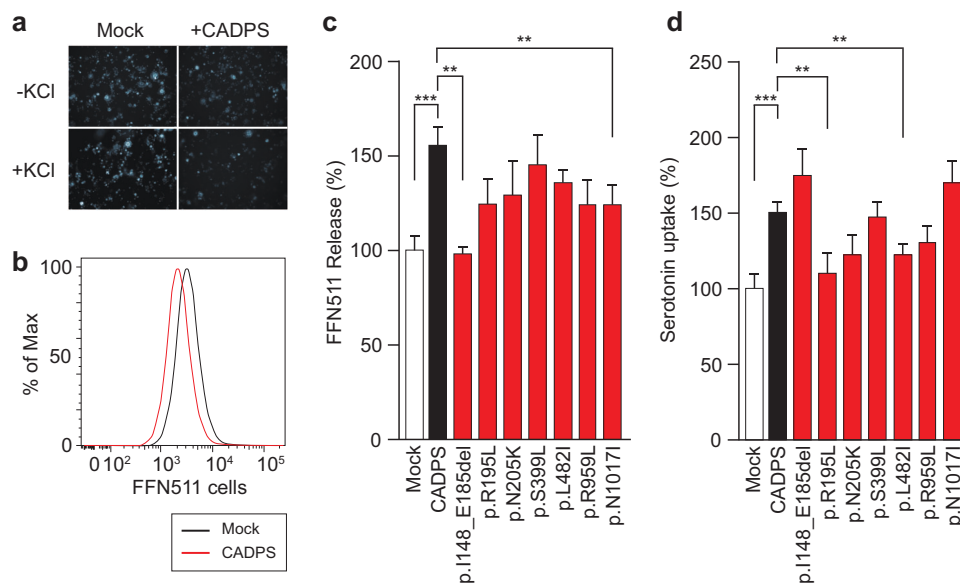 a
Mock
+CADPS
-KCl
+KCl
b
% of Max
100
50
0
0 10²
10³
10⁴
10⁵
FFN511 cells
Mock
CADPS
c
FFN511 Release (%)
200
150
100
50
0
***
**
**
Mock
CADPS
p.I148_E185del
p.R195L
p.N205K
p.S399L
p.L482I
p.R959L
p.N1017I
d
Serotonin uptake (%)
250
200
150
100
50
0
***
**
**
Mock
CADPS
p.I148_E185del
p.R195L
p.N205K
p.S399L
p.L482I
p.R959L
p.N1017I